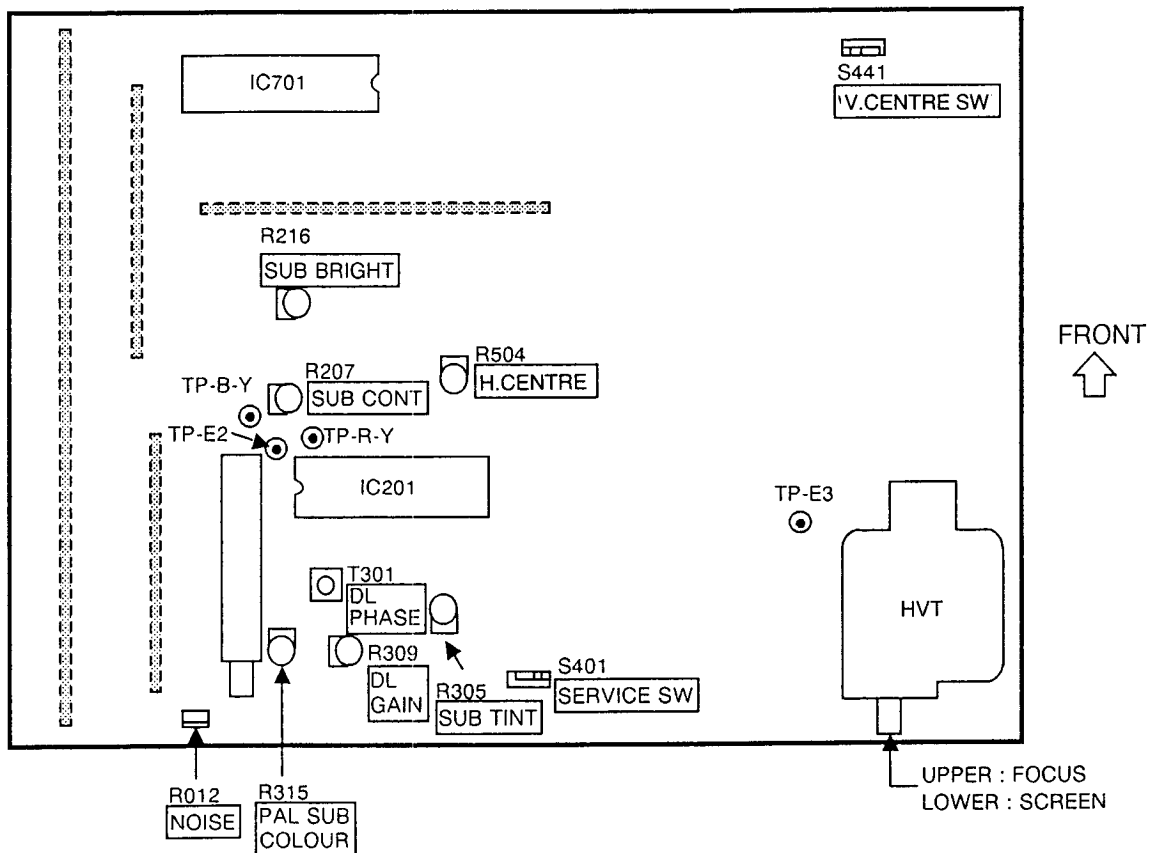 IC701
S441
V.CENTRE SW
R216
SUB BRIGHT
FRONT
R504
H.CENTRE
R207
SUB CONT
TP-B-Y
TP-E2
TP-R-Y
IC201
TP-E3
HVT
T301
DL
PHASE
R309
DL
GAIN
R305
SUB TINT
S401
SERVICE SW
UPPER : FOCUS
LOWER : SCREEN
R012
NOISE
R315
PAL SUB
COLOUR